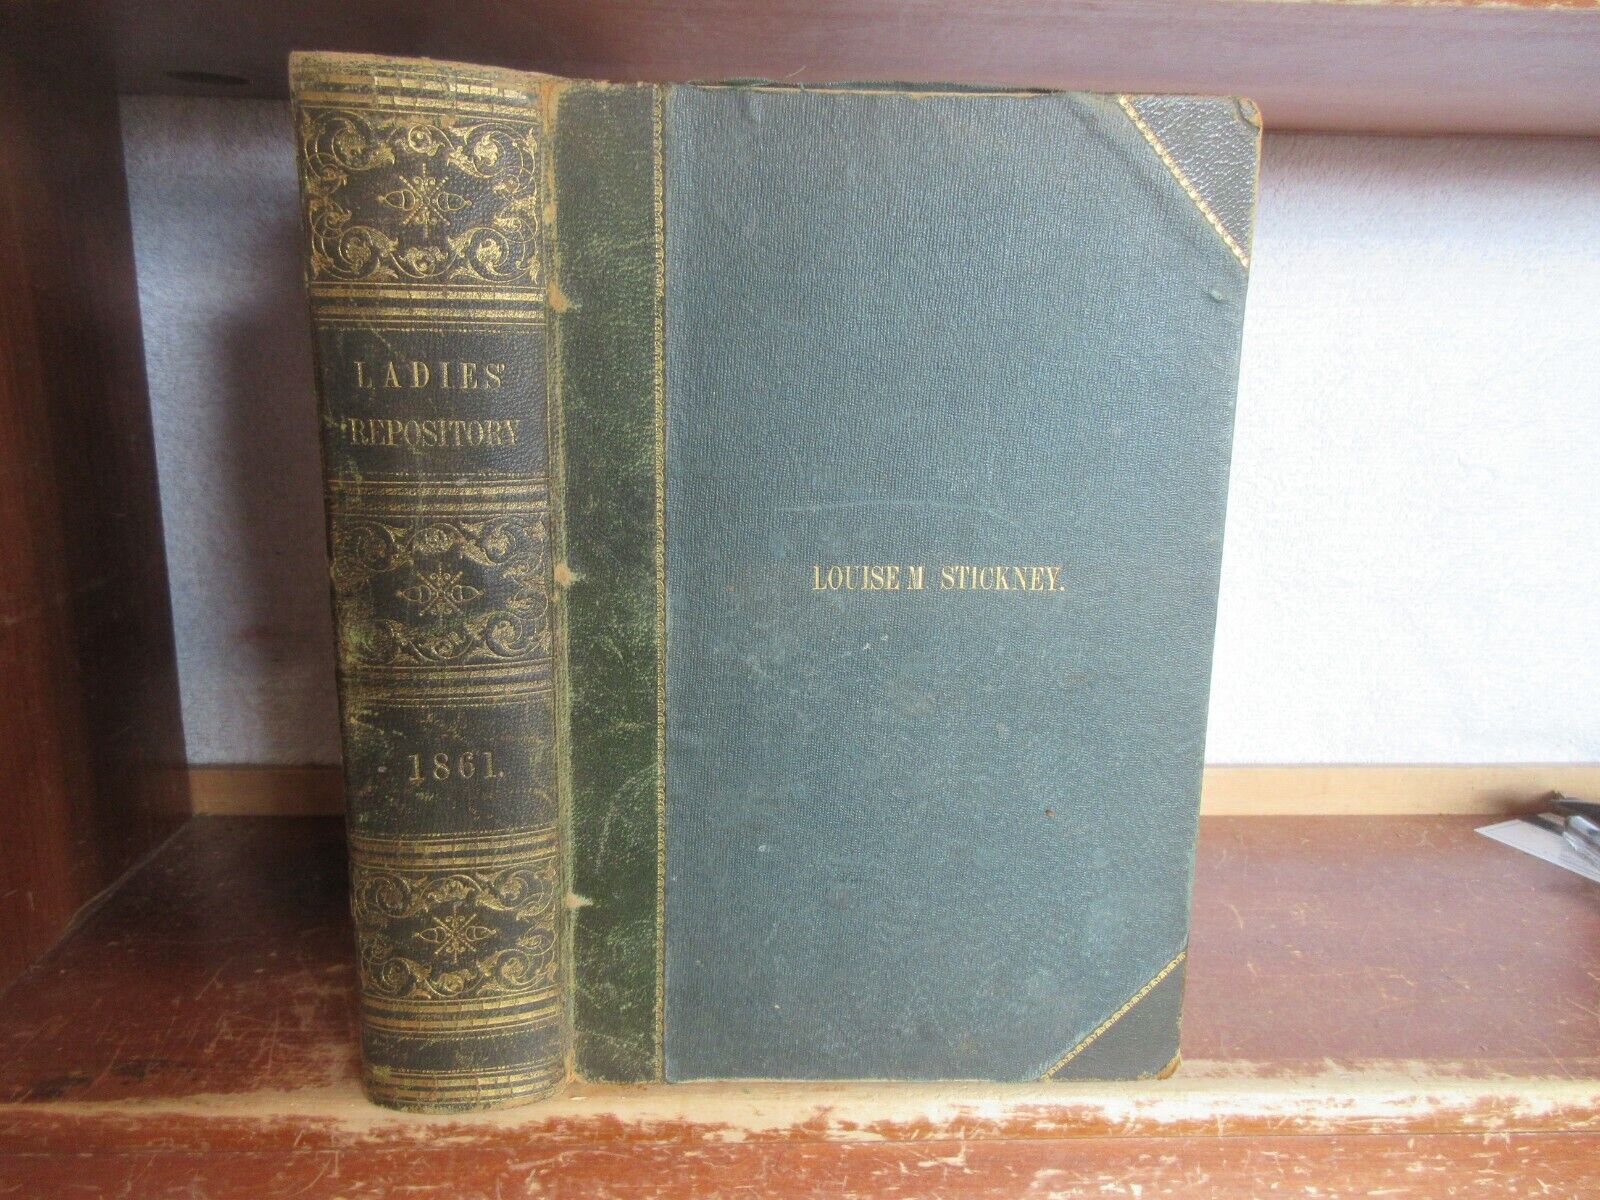 LADIES'
REPOSITORY
1861.
LOUISE M STICKNEY.